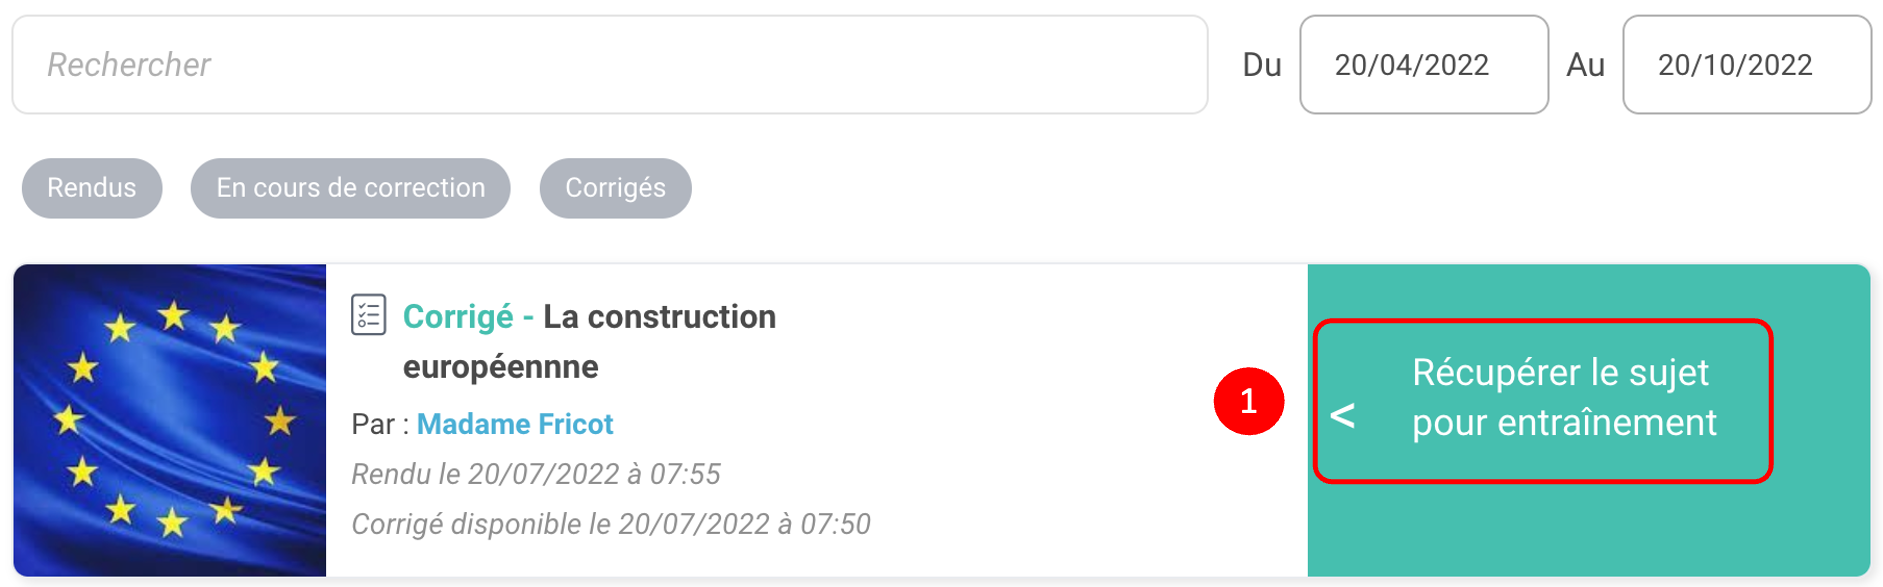 Rechercher
Du
20/04/2022
Au
20/10/2022
Rendus
En cours de correction
Corrigés
Corrigé - La construction
européennne
Par : Madame Fricot
Rendu le 20/07/2022 à 07:55
Corrigé disponible le 20/07/2022 à 07:50
1
<
Récupérer le sujet
pour entraînement